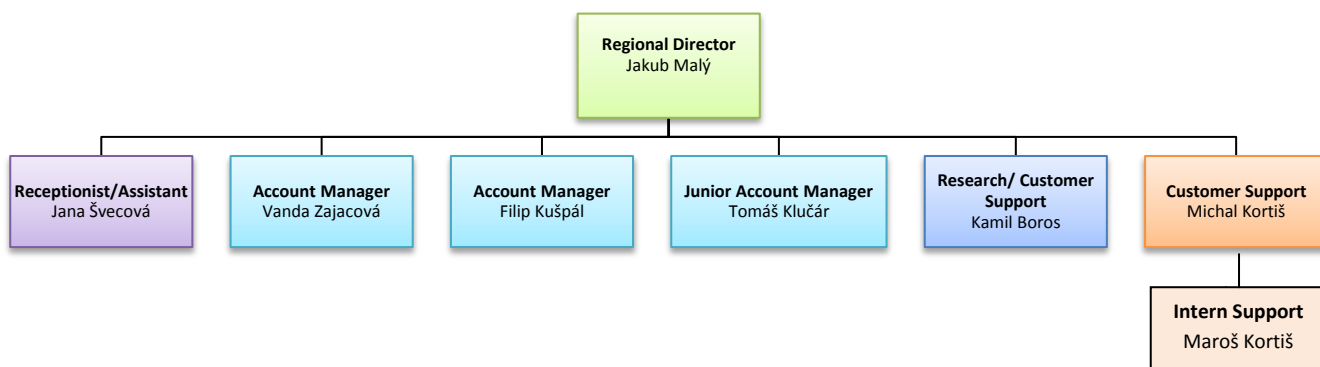 Regional Director
Jakub Malý
Receptionist/Assistant
Jana Švecová
Account Manager
Vanda Zajacová
Account Manager
Filip Kušpál
Junior Account Manager
Tomáš Klučár
Research/ Customer
Support
Kamil Boros
Customer Support
Michal Kortiš
Intern Support
Maroš Kortiš